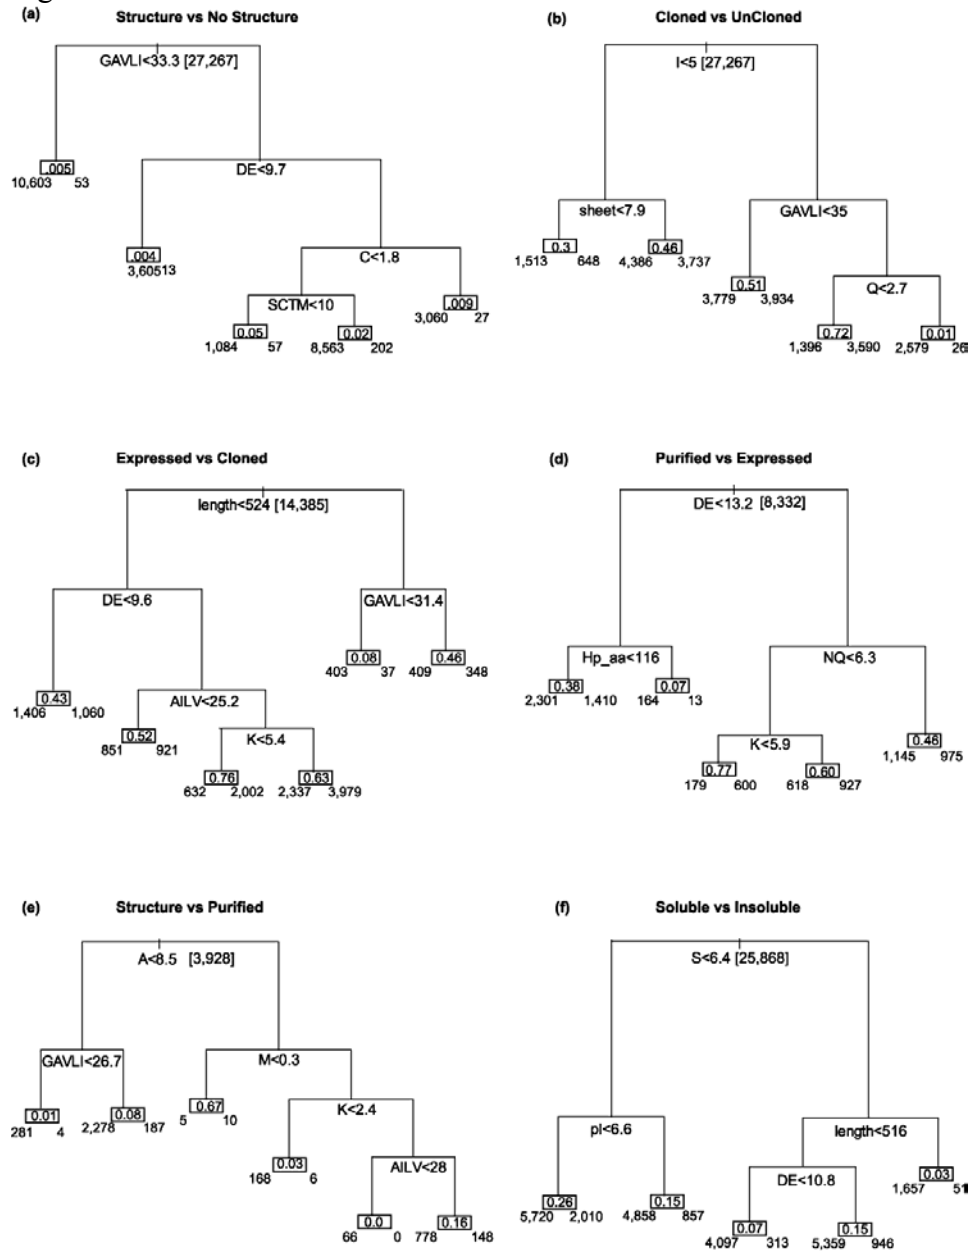 (a) Structure vs No Structure
GAVLI<33.3 [27,267]
.005
10,603 53
DE<9.7
.004
3,60513
C<1.8
SCTM<10
.009
3,060 27
0.05 0.02
1,084 57 8,563 202
(b) Cloned vs UnCloned
I<5 [27,267]
sheet<7.9 GAVLI<35
0.3 0.46
1,513 648 4,386 3,737
0.51
3,779 3,934
Q<2.7
0.72 0.01
1,396 3,590 2,579 26
(c) Expressed vs Cloned
length<524 [14,385]
DE<9.6 GAVLI<31.4
0.08 0.46
403 37 409 348
0.43
1,406 1,060
AILV<25.2
0.52
851 921
K<5.4
0.76 0.63
632 2,002 2,337 3,979
(d) Purified vs Expressed
DE<13.2 [8,332]
Hp_aa<116 NQ<6.3
0.38 0.07
2,301 1,410 164 13
0.46
1,145 975
K<5.9
0.77 0.60
179 600 618 927
(e) Structure vs Purified
A<8.5 [3,928]
GAVLI<26.7 M<0.3
0.01 0.08
281 4 2,278 187
0.67
5 10
K<2.4
0.03
168 6
AILV<28
0.0 0.16
66 0 778 148
(f) Soluble vs Insoluble
S<6.4 [25,868]
pI<6.6 length<516
0.26 0.15
5,720 2,010 4,858 857
DE<10.8
0.03
1,657
0.07 0.15
4,097 313 5,359 946